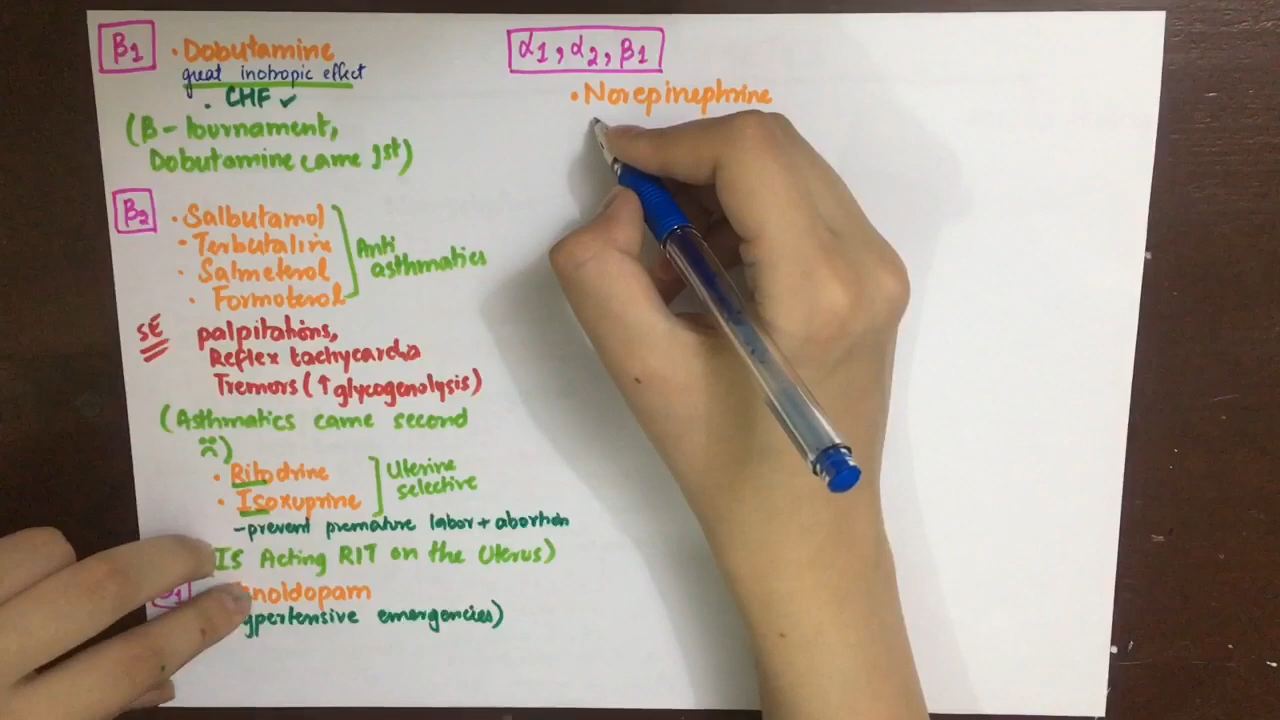 β1
• Dobutamine
great inotropic effect
• CHF ✓
(β - tournament,
Dobutamine came 1st)
β2
• Salbutamol
• Terbutaline
• Salmeterol
• Formoterol
Anti
asthmatics
SE
palpitations,
Reflex tachycardia
Tremors (↑ glycogenolysis)
(Asthmatics came second
)
• Ritodrine
• Isoxuprine
Uterine
selective
- prevent premature labor + abortion
IS Acting RIT on the Uterus)
noldopam
ypertensive emergencies)
α1, α2, β1
• Norepinephrine